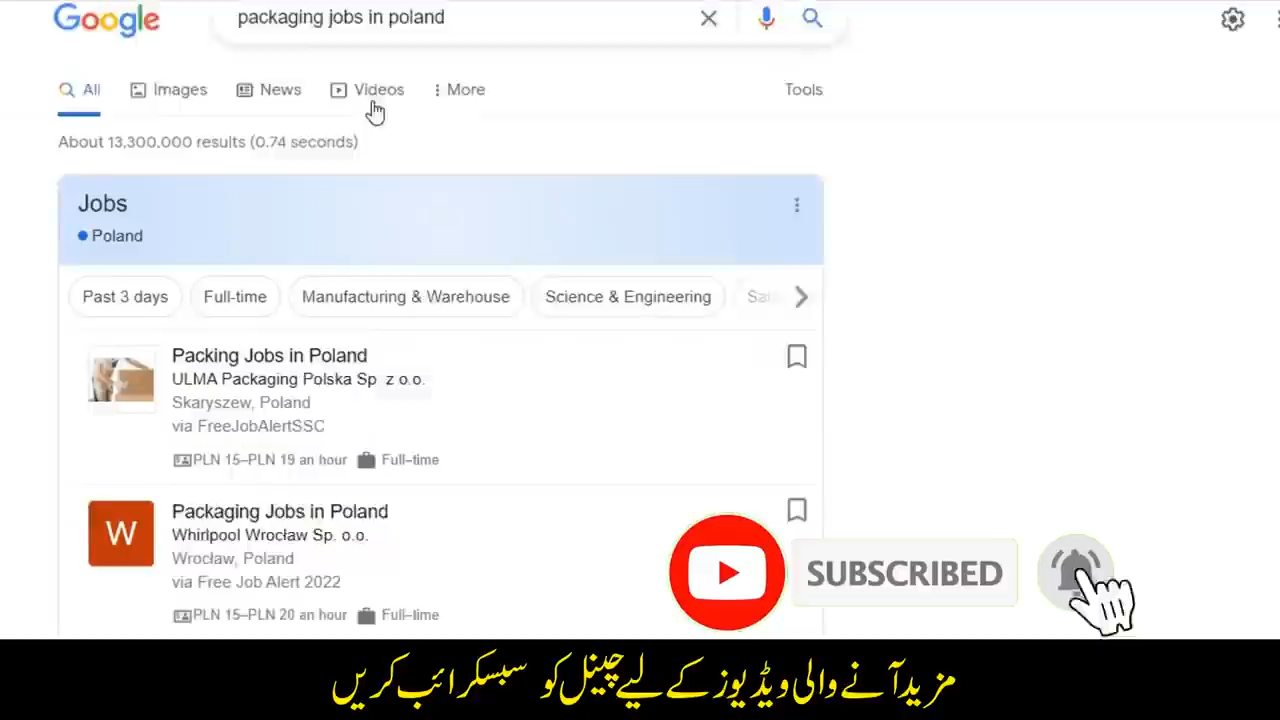 Google
packaging jobs in poland
All Images News Videos More Tools
About 13,300,000 results (0.74 seconds)
Jobs
Poland
Past 3 days Full-time Manufacturing & Warehouse Science & Engineering
Packing Jobs in Poland
ULMA Packaging Polska Sp z o.o.
Skaryszew, Poland
via FreeJobAlertSSC
PLN 15–PLN 19 an hour Full–time
Packaging Jobs in Poland
W
Whirlpool Wrocław Sp. o.o.
Wrocław, Poland
via Free Job Alert 2022
PLN 15–PLN 20 an hour Full–time
SUBSCRIBED
مزید آنے والی ویڈیوز کے لیے چینل کو سبسکرائب کریں